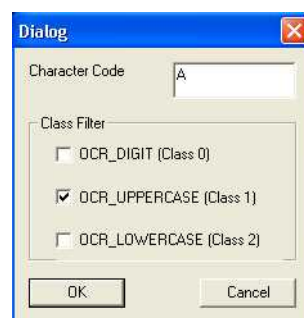 Dialog
Character Code A
Class Filter
OCR_DIGIT (Class 0)
OCR_UPPERCASE (Class 1)
OCR_LOWERCASE (Class 2)
OK Cancel